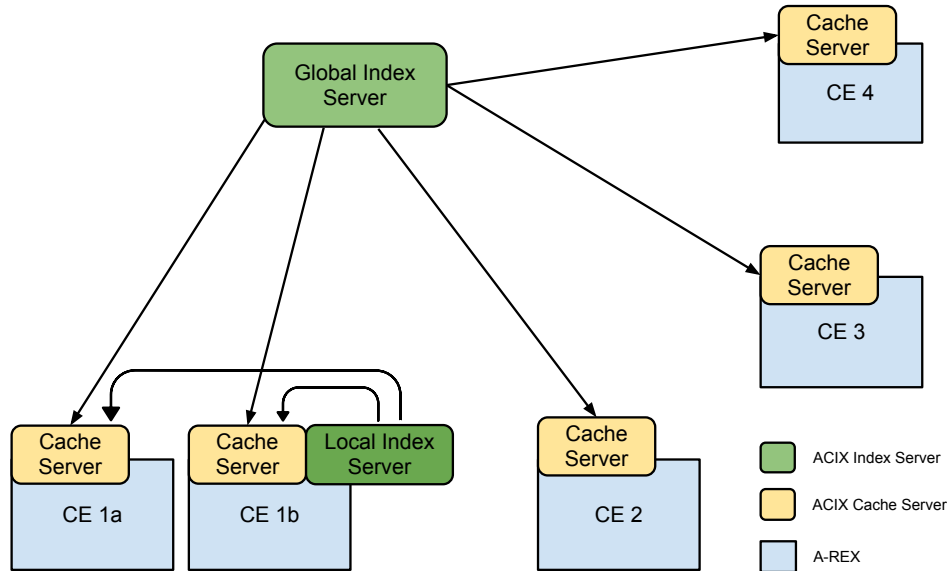 Cache
Server
CE 4
Global Index
Server
Cache
Server
CE 3
Cache
Server
CE 1a
Cache
Server
Local Index
Server
CE 1b
Cache
Server
CE 2
ACIX Index Server
ACIX Cache Server
A-REX